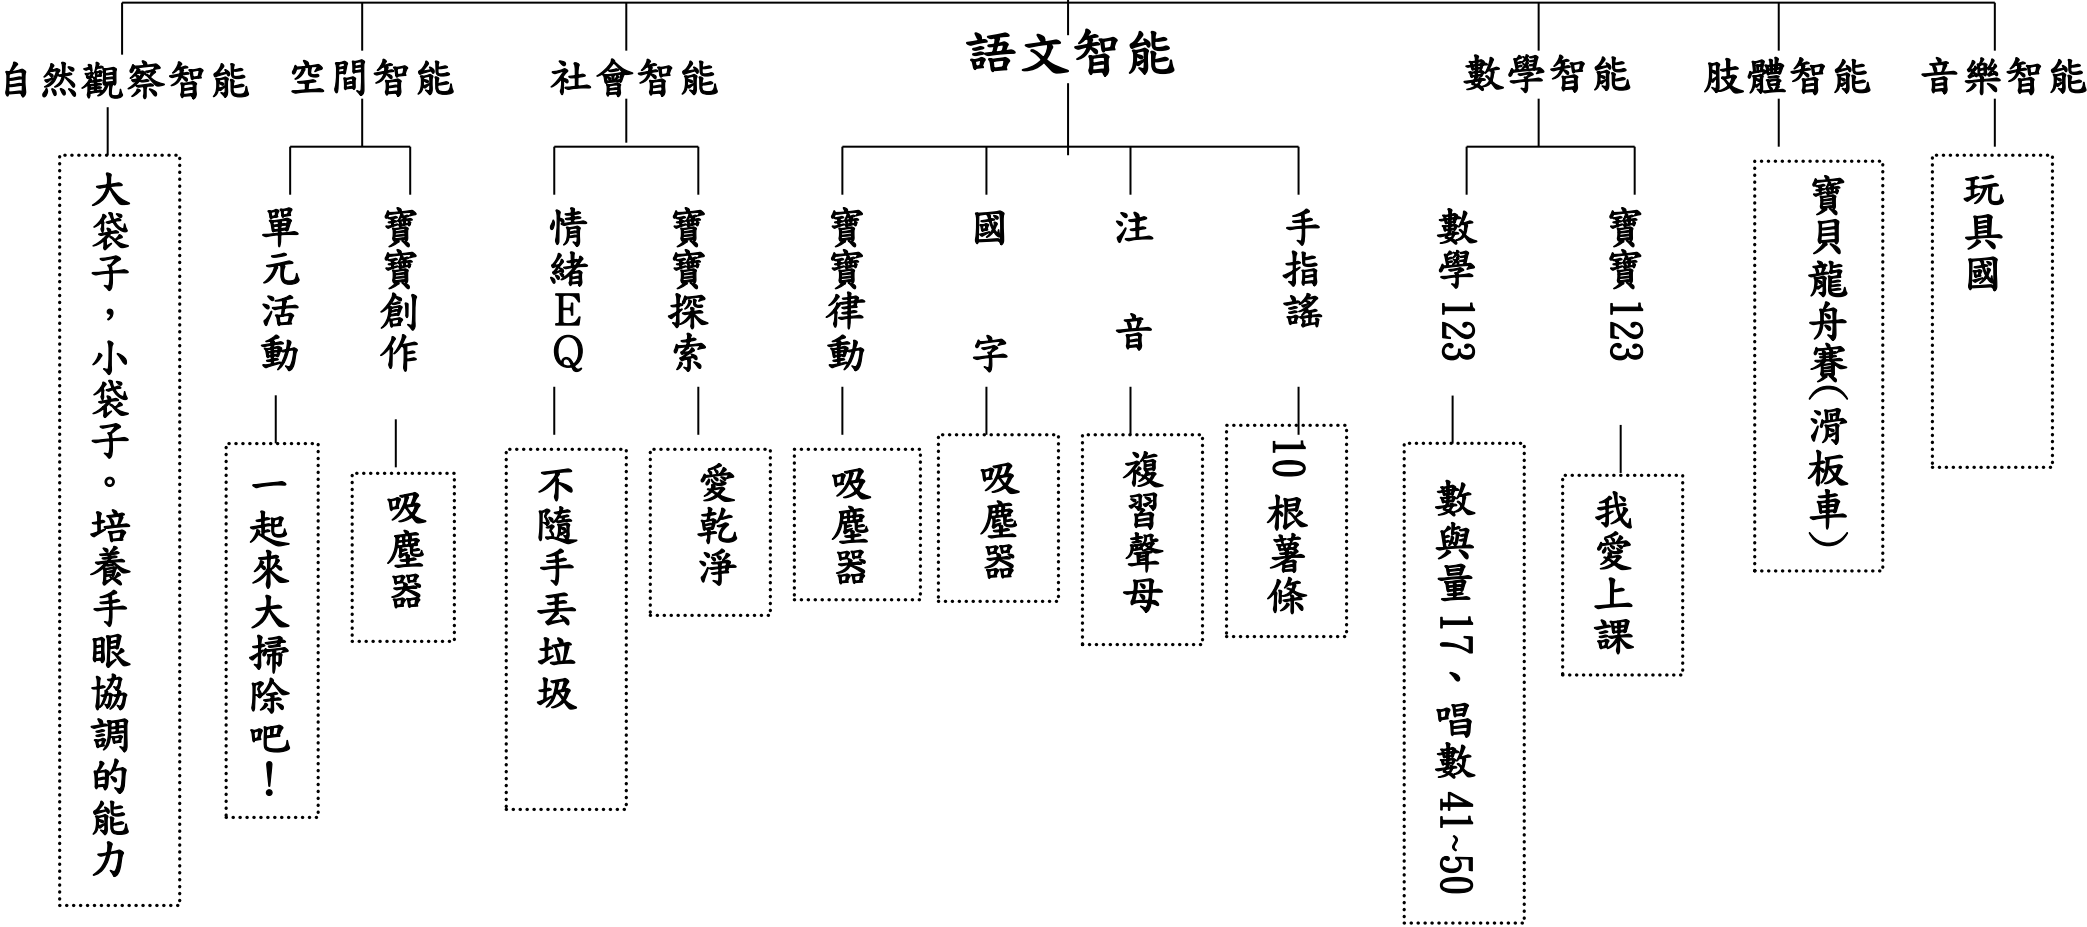 自然觀察智能
空間智能
社會智能
語文智能
數學智能
肢體智能
音樂智能
大袋子，小袋子。培養手眼協調的能力
單元活動
寶寶創作
情緒EQ
寶寶探索
寶寶律動
國字
注音
手指謠
數學123
寶寶123
寶貝龍舟賽(滑板車)
玩具國
一起來大掃除吧！
吸塵器
不隨手丟垃圾
愛乾淨
吸塵器
吸塵器
複習聲母
10根薯條
數與量17、唱數41~50
我愛上課